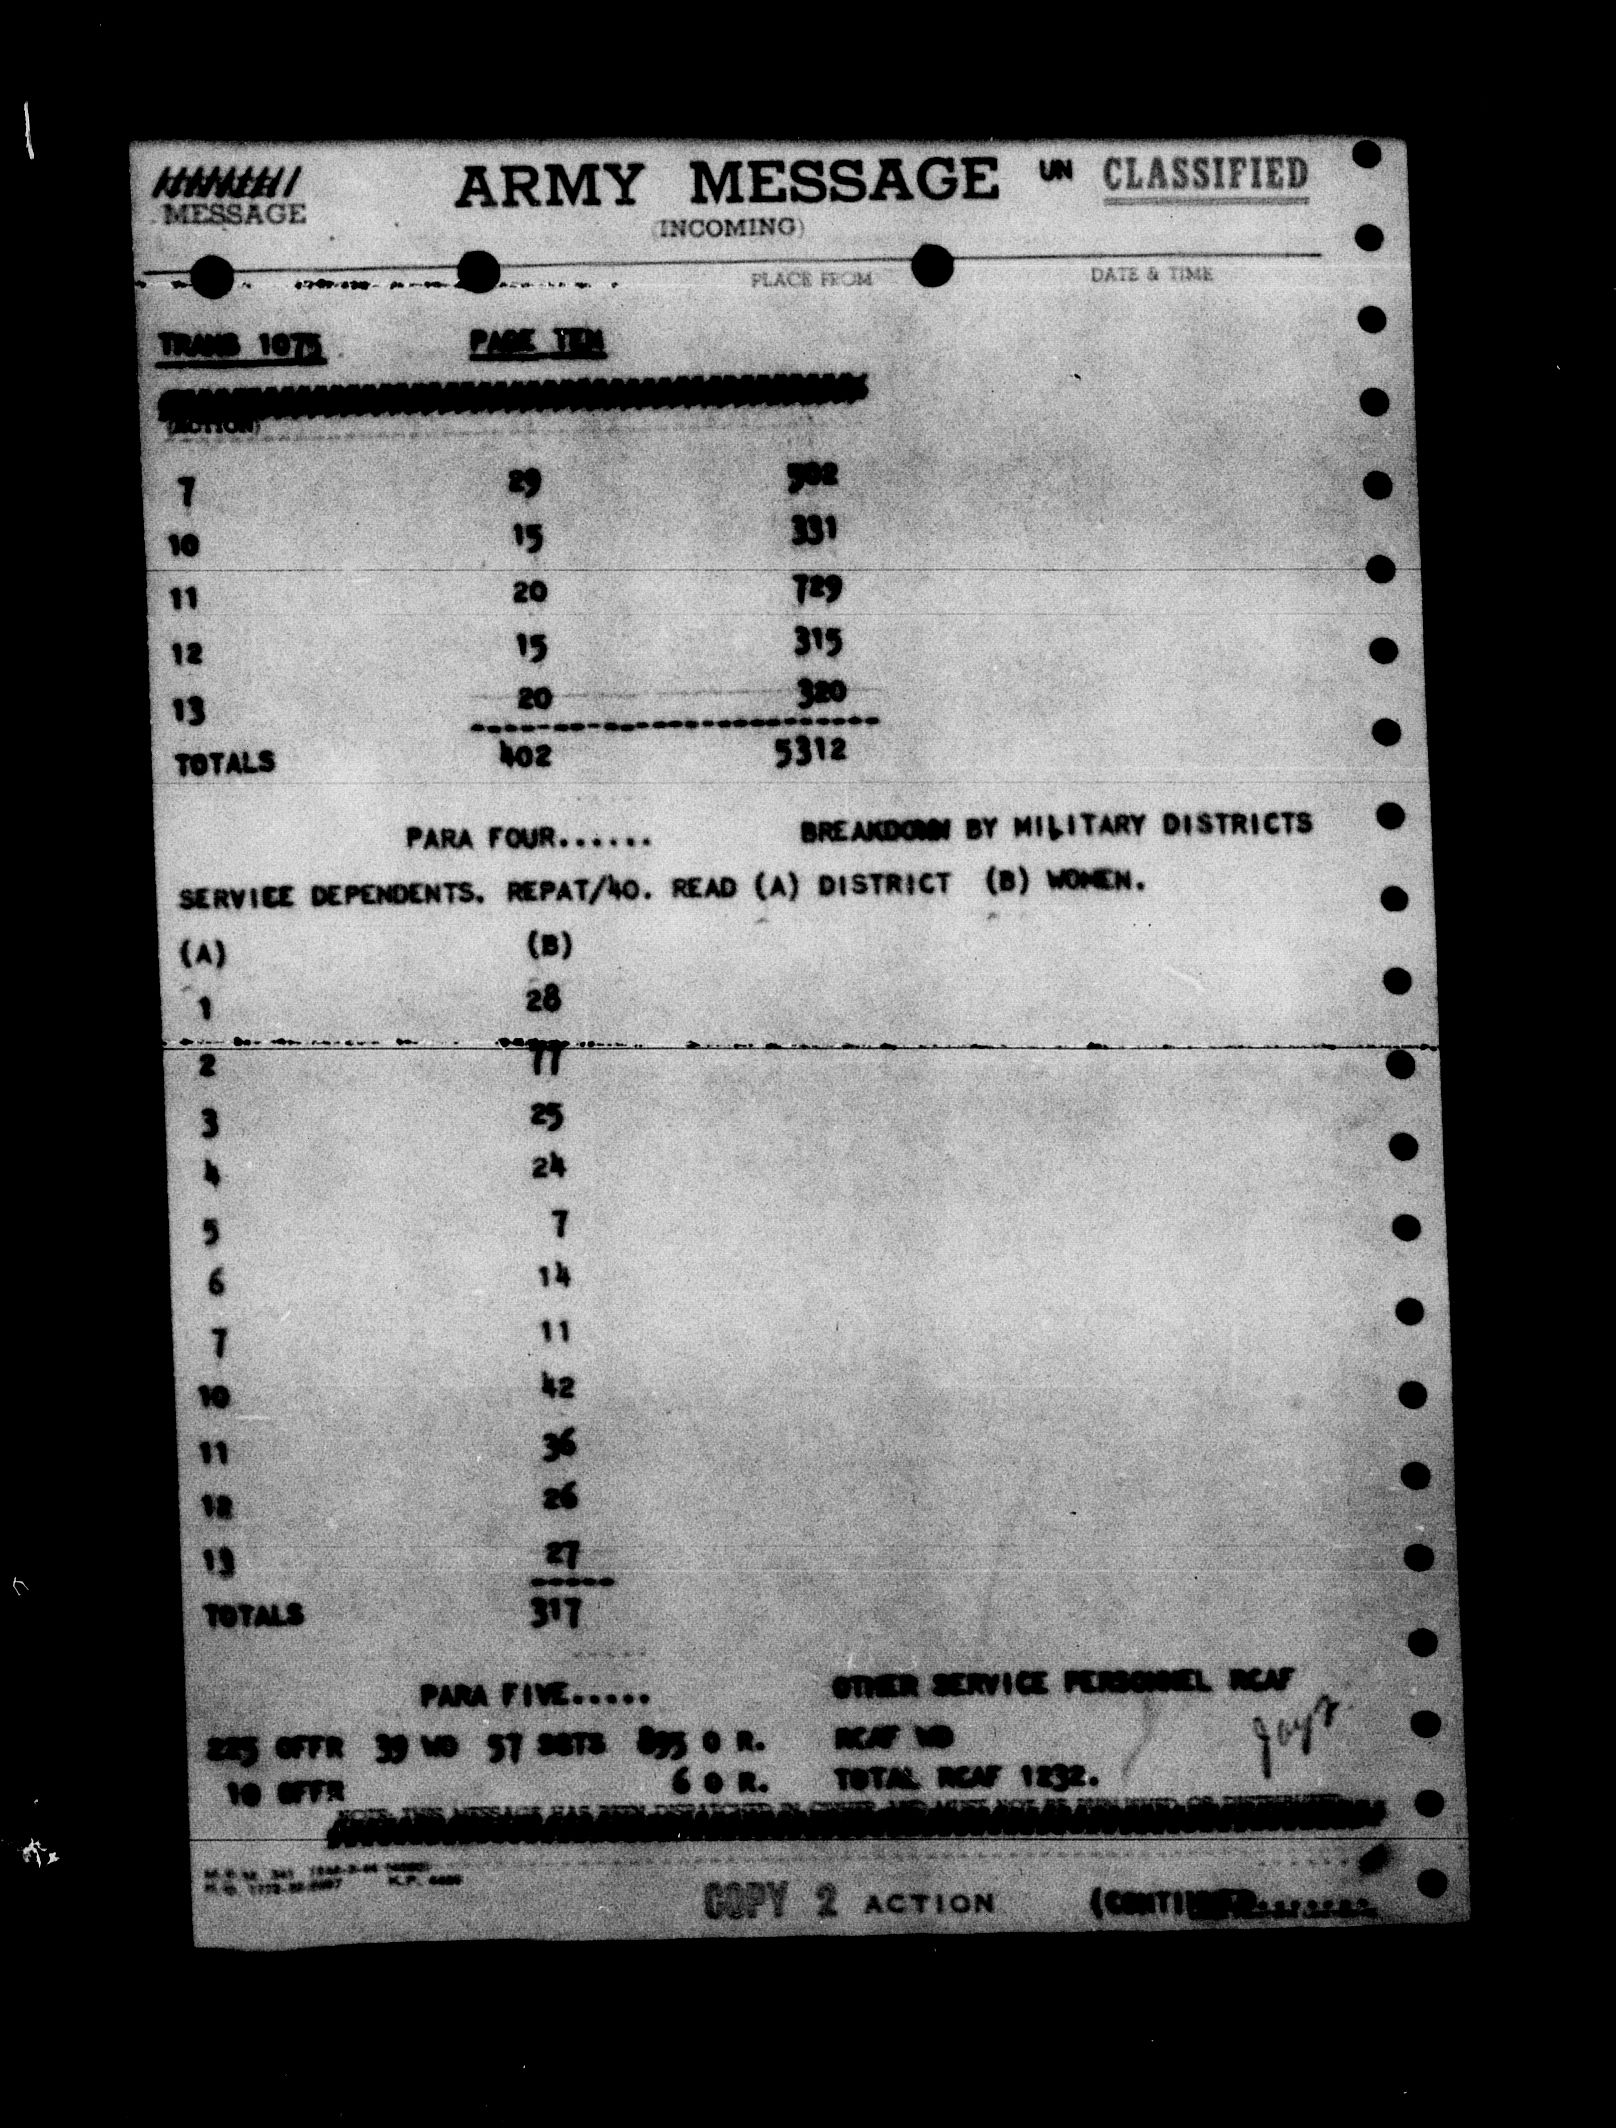 MESSAGE
ARMY MESSAGE UN CLASSIFIED
(INCOMING)
PLACE FROM DATE & TIME
TRANS 1075 PAGE TEN
(ACTION)
7 29 502
10 15 331
11 20 729
12 15 315
13 20 320
TOTALS 402 5312
PARA FOUR...... BREAKDOWN BY MILITARY DISTRICTS
SERVICE DEPENDENTS. REPAT/40. READ (A) DISTRICT (B) WOMEN.
(A) (B)
1 28
2 77
3 25
4 24
5 7
6 14
7 11
10 42
11 36
12 26
13 27
TOTALS 317
PARA FIVE..... OTHER SERVICE PERSONNEL RCAF
225 OFFR 39 WO 57 SGTS 895 O R. RCAF WD
10 OFFR 6 O R. TOTAL RCAF 1232.
COPY 2 ACTION (CONTINUED